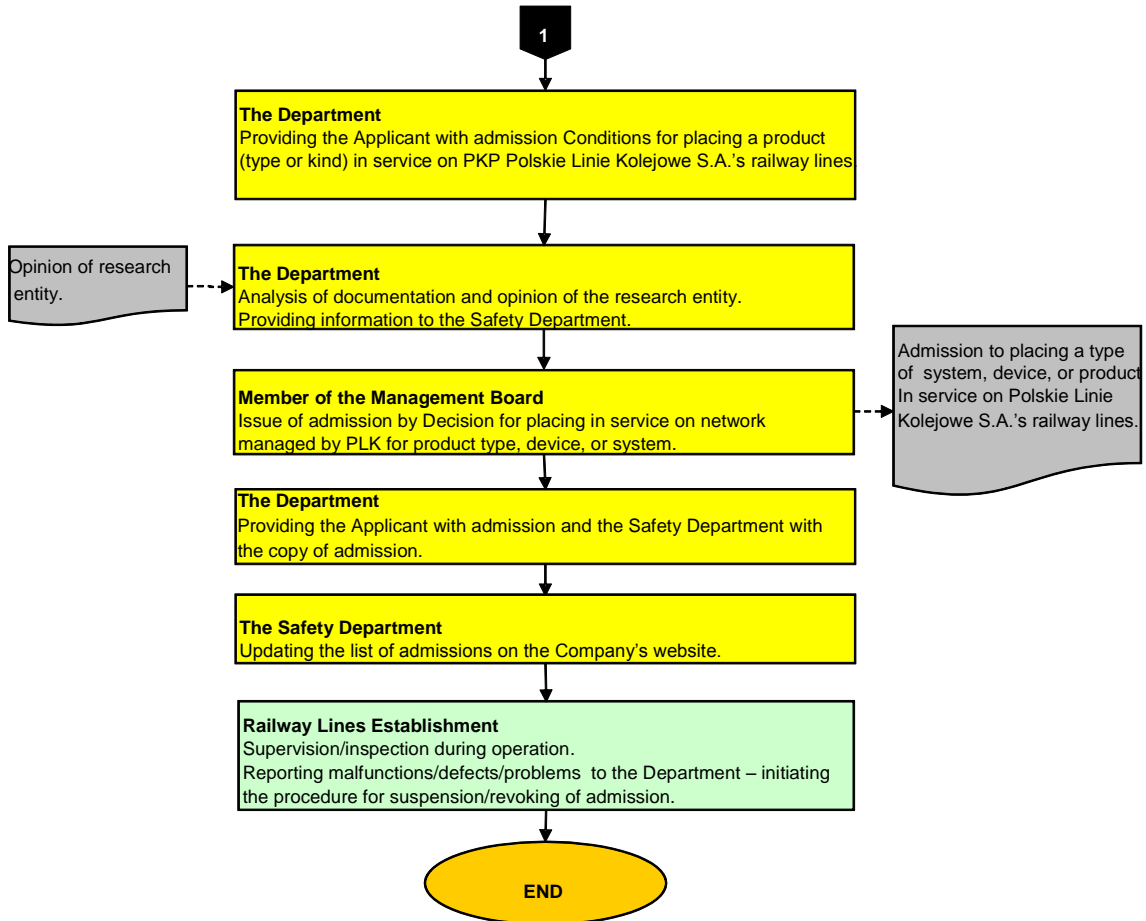 1
The Department
Providing the Applicant with admission Conditions for placing a product
(type or kind) in service on PKP Polskie Linie Kolejowe S.A.'s railway lines.
Opinion of research
entity.
The Department
Analysis of documentation and opinion of the research entity.
Providing information to the Safety Department.
Member of the Management Board
Issue of admission by Decision for placing in service on network
managed by PLK for product type, device, or system.
Admission to placing a type
of system, device, or product
In service on Polskie Linie
Kolejowe S.A.'s railway lines.
The Department
Providing the Applicant with admission and the Safety Department with
the copy of admission.
The Safety Department
Updating the list of admissions on the Company's website.
Railway Lines Establishment
Supervision/inspection during operation.
Reporting malfunctions/defects/problems to the Department – initiating
the procedure for suspension/revoking of admission.
END